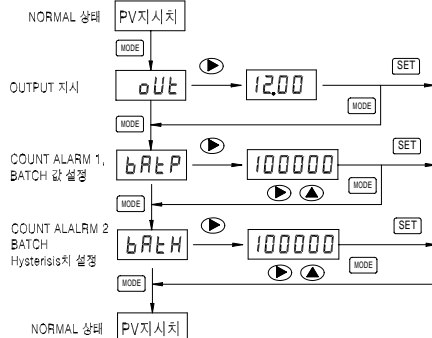 NORMAL 상태 PV지시치
MODE
OUTPUT 지시 oUt 12.00 SET
MODE
MODE
COUNT ALARM 1, BATCH 값 설정 bAtP 100000 SET
MODE
MODE
COUNT ALALRM 2 BATCH Hysterisis치 설정 bAtH 100000 SET
MODE
MODE
NORMAL 상태 PV지시치